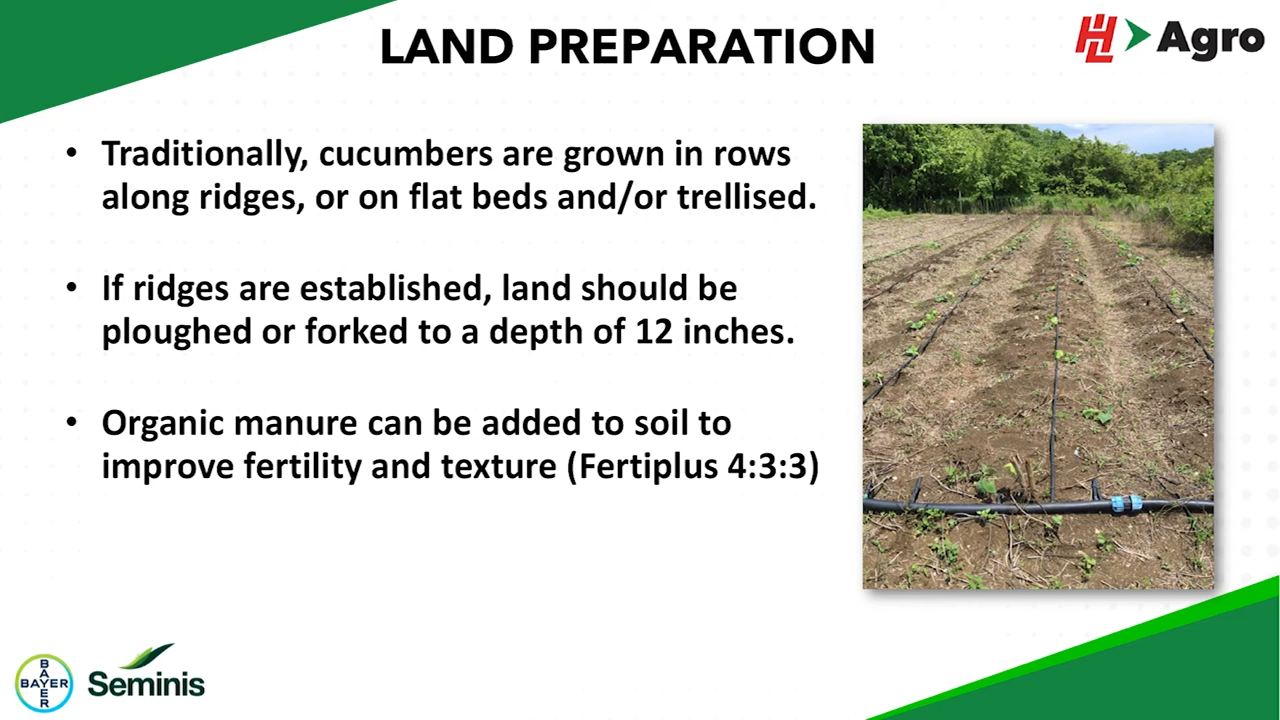 LAND PREPARATION
HL Agro
• Traditionally, cucumbers are grown in rows
along ridges, or on flat beds and/or trellised.
• If ridges are established, land should be
ploughed or forked to a depth of 12 inches.
• Organic manure can be added to soil to
improve fertility and texture (Fertiplus 4:3:3)
BAYER
BAYER
Seminis